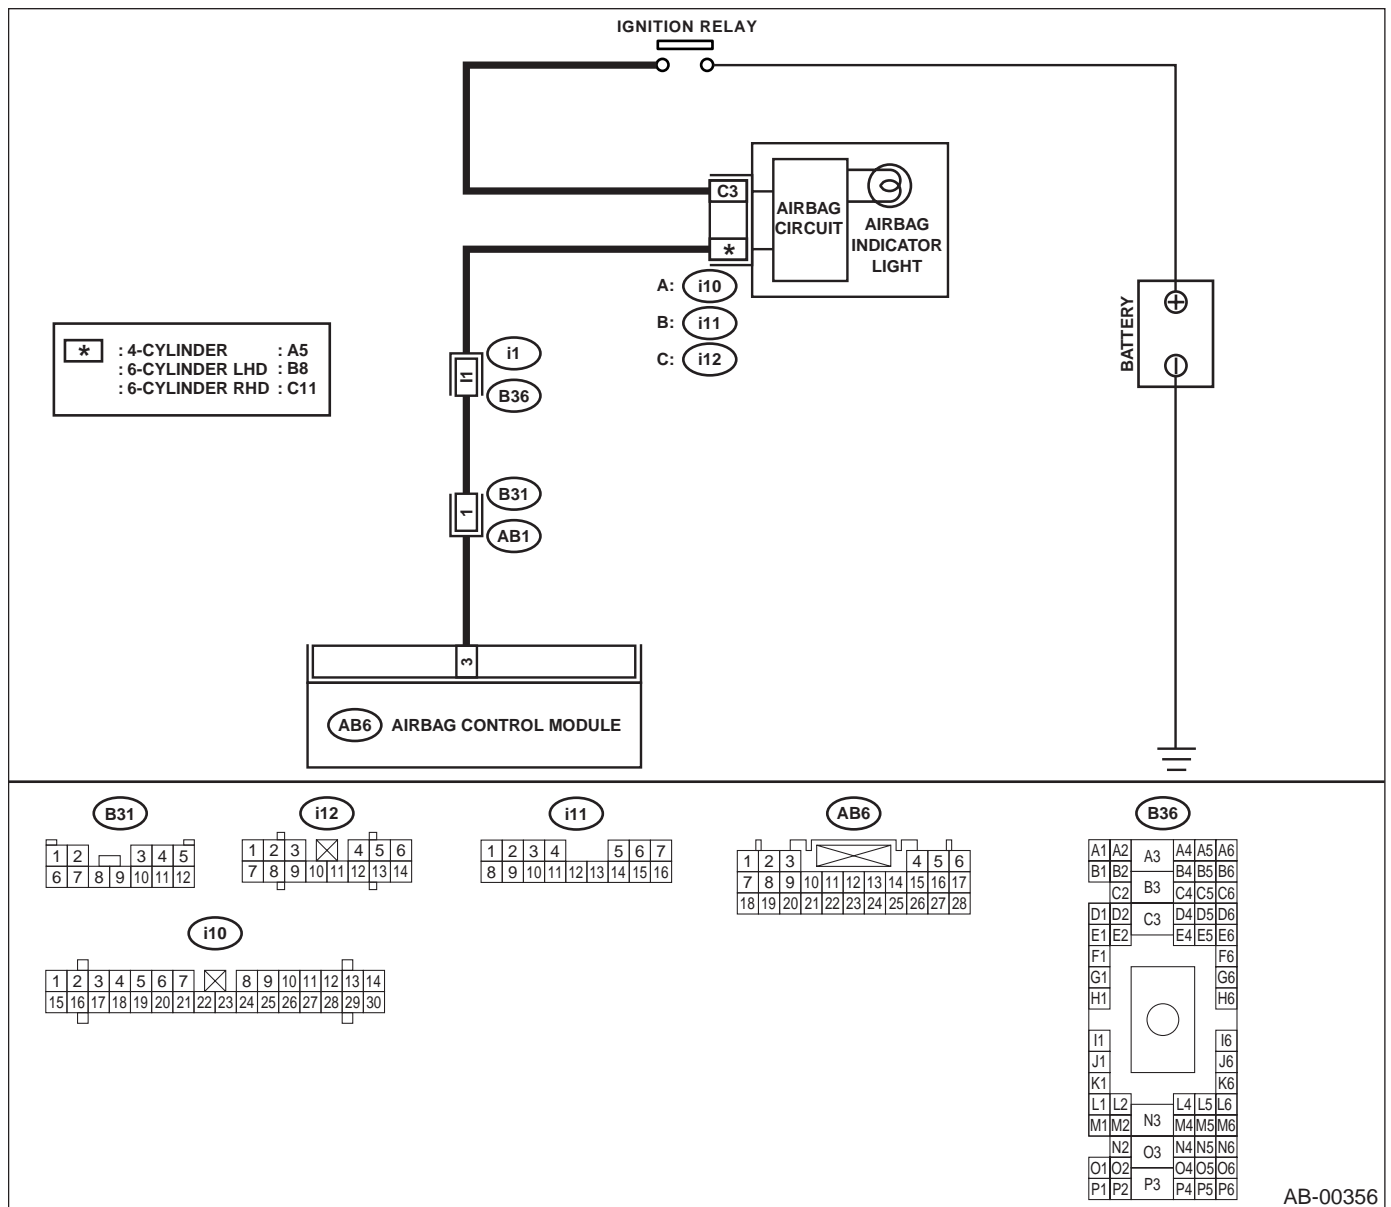 IGNITION RELAY
C3
AIRBAG
CIRCUIT
AIRBAG
INDICATOR
LIGHT
*
A: i10
B: i11
C: i12
BATTERY
+
−
* : 4-CYLINDER : A5
: 6-CYLINDER LHD : B8
: 6-CYLINDER RHD : C11
I1
i1
B36
1
B31
AB1
3
AB6 AIRBAG CONTROL MODULE
B31
1 2 3 4 5
6 7 8 9 10 11 12
i12
1 2 3 4 5 6
7 8 9 10 11 12 13 14
i11
1 2 3 4 5 6 7
8 9 10 11 12 13 14 15 16
AB6
1 2 3 4 5 6
7 8 9 10 11 12 13 14 15 16 17
18 19 20 21 22 23 24 25 26 27 28
B36
A1 A2 A3 A4 A5 A6
B1 B2 B4 B5 B6
C2 B3 C4 C5 C6
D1 D2 C3 D4 D5 D6
E1 E2 E4 E5 E6
F1 F6
G1 G6
H1 H6
I1 I6
J1 J6
K1 K6
L1 L2 L4 L5 L6
M1 M2 N3 M4 M5 M6
N2 O3 N4 N5 N6
O1 O2 O4 O5 O6
P1 P2 P3 P4 P5 P6
i10
1 2 3 4 5 6 7 8 9 10 11 12 13 14
15 16 17 18 19 20 21 22 23 24 25 26 27 28 29 30
AB-00356